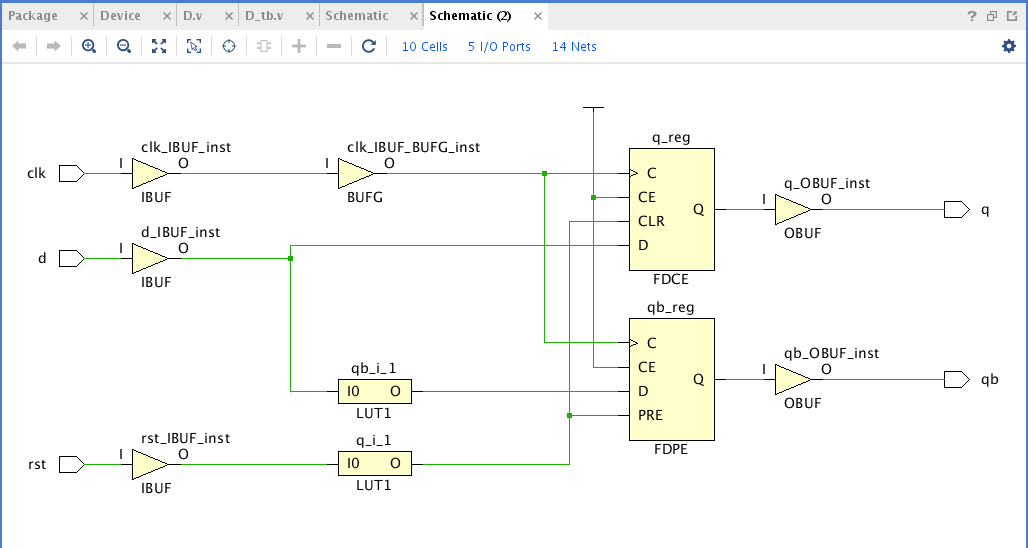 Package
Device
D.v
D_tb.v
Schematic
Schematic (2)
?
10 Cells
5 I/O Ports
14 Nets
clk
I
clk_IBUF_inst
O
IBUF
I
clk_IBUF_BUFG_inst
O
BUFG
q_reg
C
CE
CLR
D
Q
FDCE
I
q_OBUF_inst
O
OBUF
q
d
I
d_IBUF_inst
O
IBUF
qb_reg
C
CE
D
PRE
Q
FDPE
I
qb_OBUF_inst
O
OBUF
qb
qb_i_1
I0
O
LUT1
rst
I
rst_IBUF_inst
O
IBUF
q_i_1
I0
O
LUT1